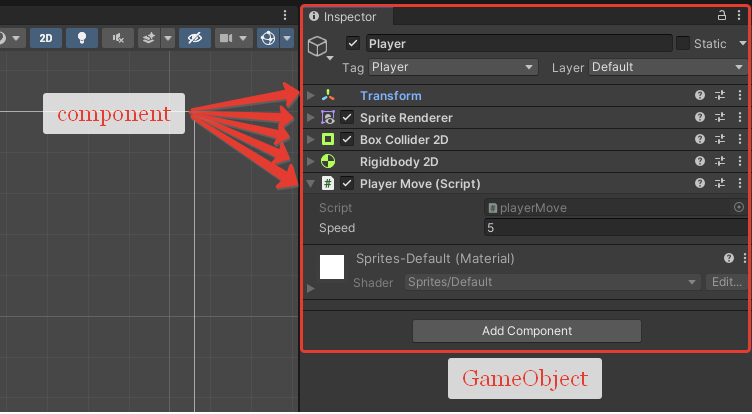 Inspector
2D
Player
Static
Tag
Player
Layer
Default
component
Transform
Sprite Renderer
Box Collider 2D
Rigidbody 2D
Player Move (Script)
Script
playerMove
Speed
5
Sprites-Default (Material)
Shader
Sprites/Default
Edit...
Add Component
GameObject